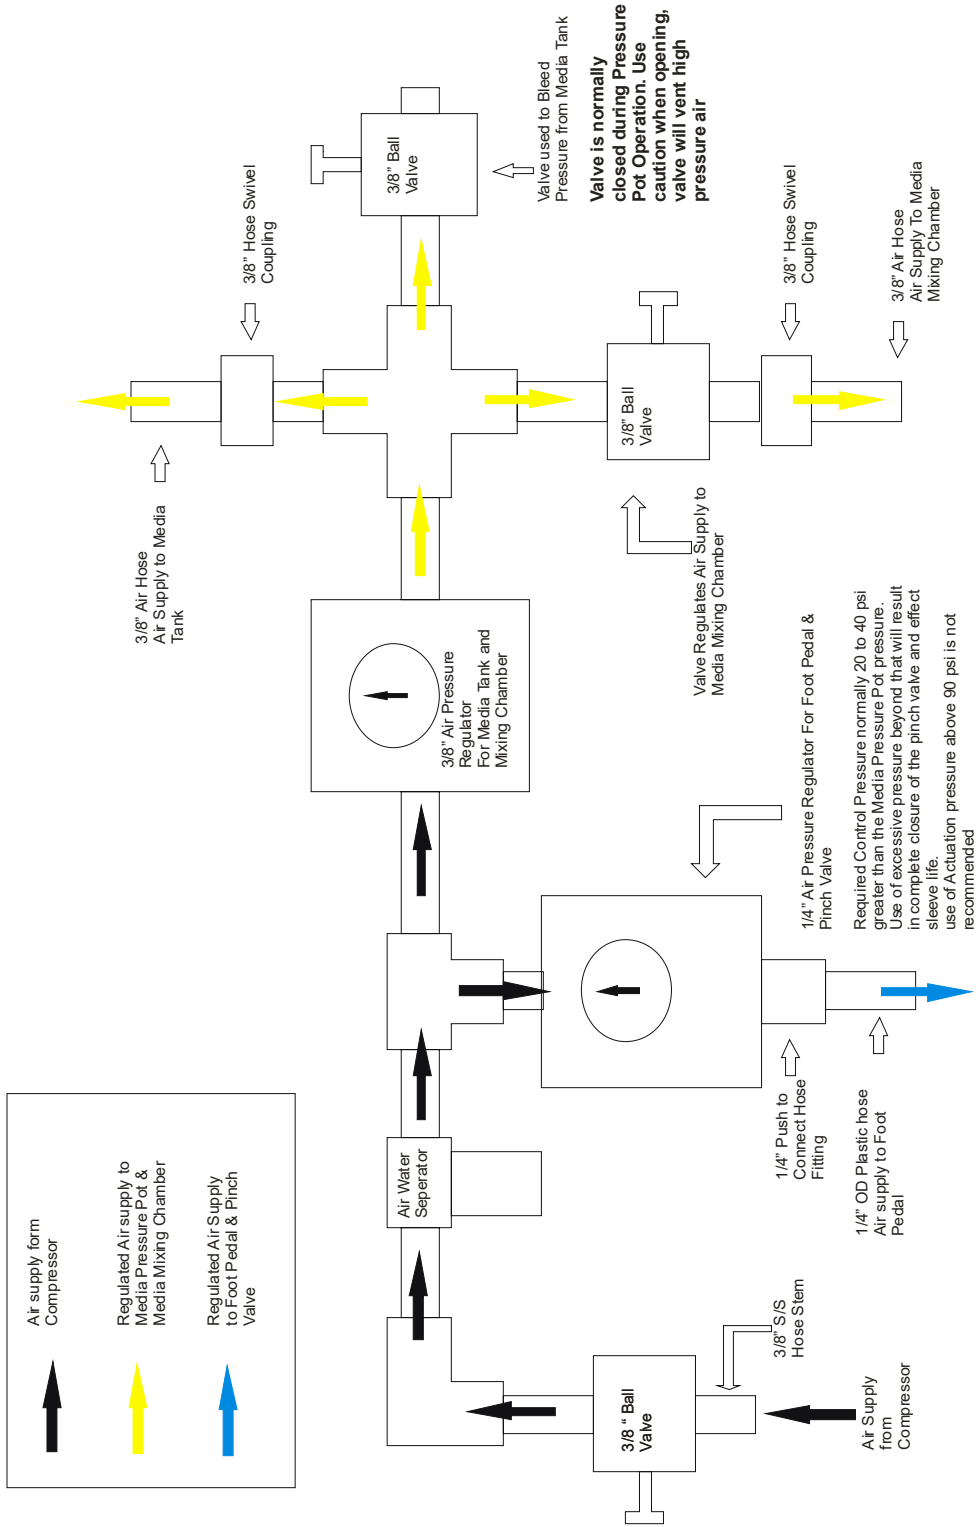 Air supply form
Compressor
Regulated Air supply to
Media Pressure Pot &
Media Mixing Chamber
Regulated Air Supply
to Foot Pedal & Pinch
Valve
Air Supply
from
Compressor
3/8" S/S
Hose Stem
3/8 " Ball
Valve
Air Water
Seperator
1/4" Push to
Connect Hose
Fitting
1/4" OD Plastic hose
Air supply to Foot
Pedal
1/4" Air Pressure Regulator For Foot Pedal &
Pinch Valve
Required Control Pressure normally 20 to 40 psi
greater than the Media Pressure Pot pressure.
Use of excessive pressure beyond that will result
in complete closure of the pinch valve and effect
sleeve life.
use of Actuation pressure above 90 psi is not
recommended
3/8" Air Pressure
Regulator
For Media Tank and
Mixing Chamber
3/8" Air Hose
Air Supply to Media
Tank
3/8" Hose Swivel
Coupling
3/8" Ball
Valve
Valve used to Bleed
Pressure from Media Tank
Valve is normally
closed during Pressure
Pot Operation. Use
caution when opening,
valve will vent high
pressure air
3/8" Ball
Valve
Valve Regulates Air Supply to
Media Mixing Chamber
3/8" Hose Swivel
Coupling
3/8" Air Hose
Air Supply To Media
Mixing Chamber